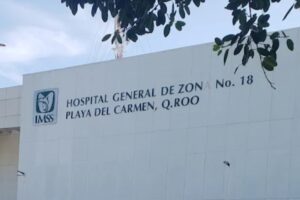 HOSPITAL GENERAL DE ZONA No. 18
PLAYA DEL CARMEN, Q.ROO
IMSS